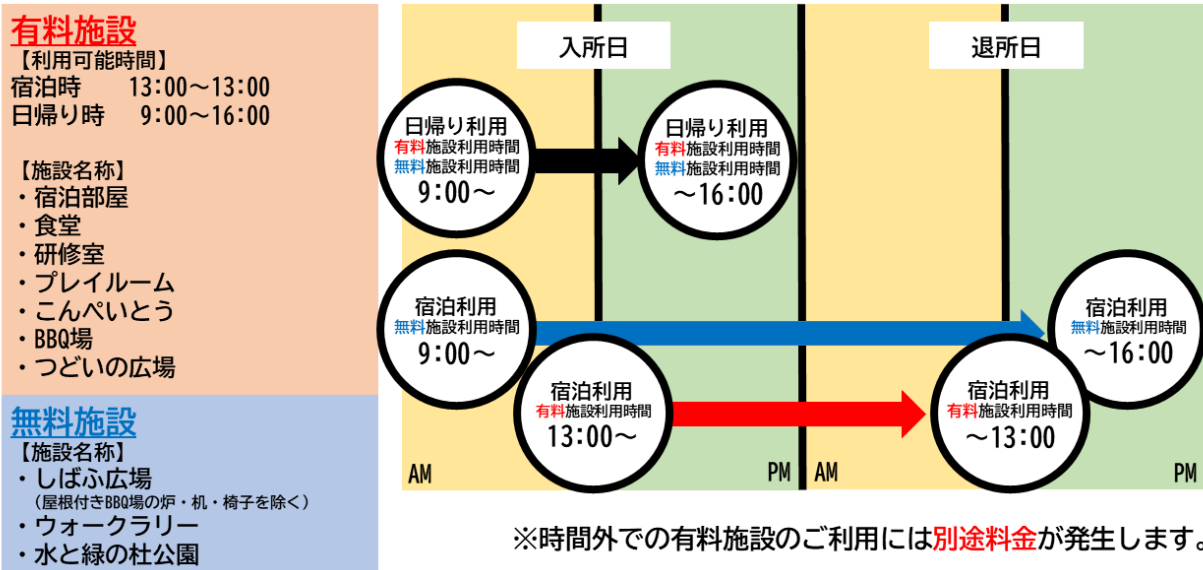 有料施設
【利用可能時間】
宿泊時 13:00～13:00
日帰り時 9:00～16:00
【施設名称】
・宿泊部屋
・食堂
・研修室
・プレイルーム
・こんぺいとう
・BBQ場
・つどいの広場
無料施設
【施設名称】
・しばふ広場
（屋根付きBBQ場の炉・机・椅子を除く）
・ウォークラリー
・水と緑の杜公園
入所日
退所日
日帰り利用
有料施設利用時間
無料施設利用時間
9:00～
日帰り利用
有料施設利用時間
無料施設利用時間
～16:00
宿泊利用
無料施設利用時間
9:00～
宿泊利用
無料施設利用時間
～16:00
宿泊利用
有料施設利用時間
13:00～
宿泊利用
有料施設利用時間
～13:00
AM
PM
AM
PM
※時間外での有料施設のご利用には別途料金が発生します。